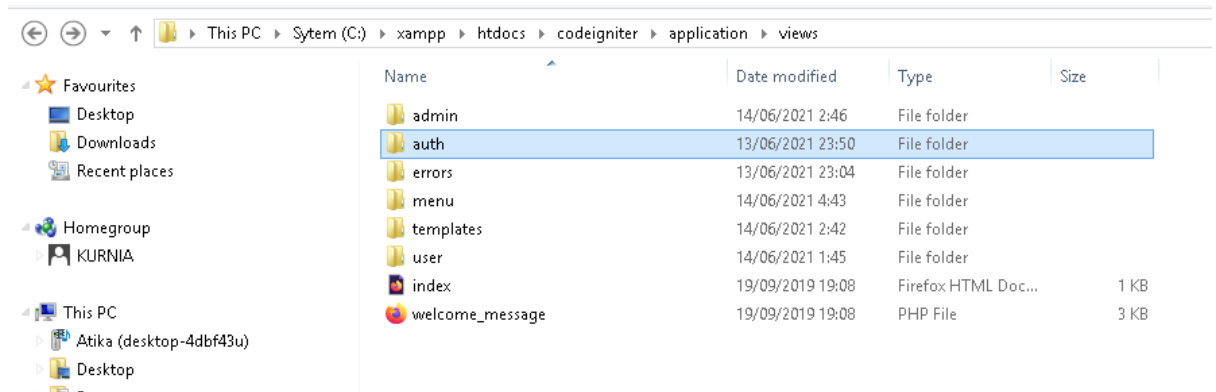 This PC Sytem (C:) xampp htdocs codeigniter application views
Favourites
Desktop
Downloads
Recent places
Homegroup
KURNIA
This PC
Atika (desktop-4dbf43u)
Desktop
Name Date modified Type Size
admin 14/06/2021 2:46 File folder
auth 13/06/2021 23:50 File folder
errors 13/06/2021 23:04 File folder
menu 14/06/2021 4:43 File folder
templates 14/06/2021 2:42 File folder
user 14/06/2021 1:45 File folder
index 19/09/2019 19:08 Firefox HTML Doc... 1 KB
welcome_message 19/09/2019 19:08 PHP File 3 KB